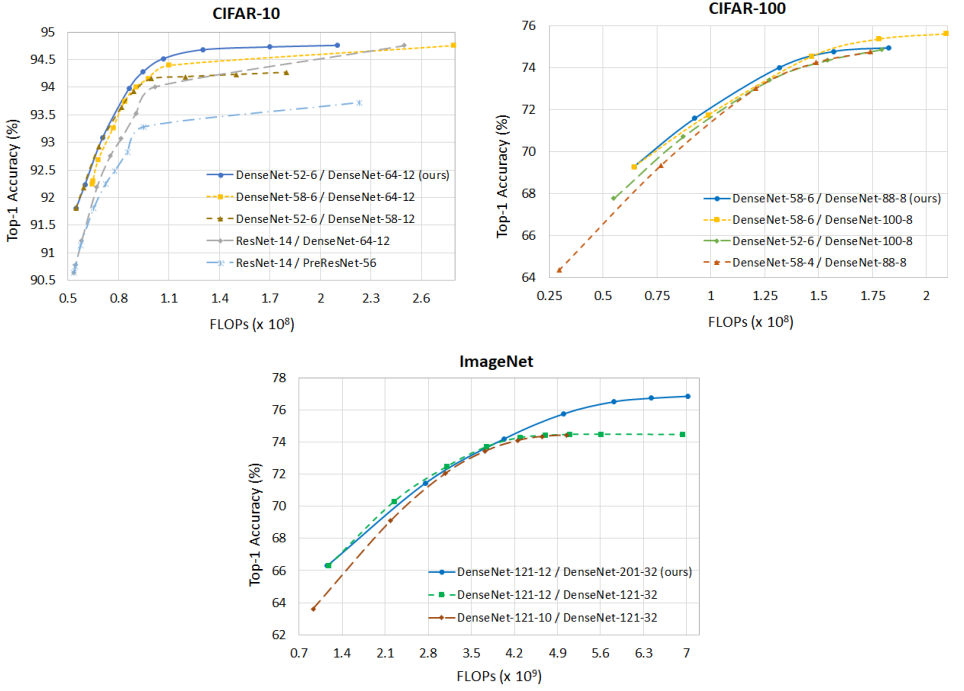 CIFAR-10
95
94.5
94
93.5
93
92.5
92
91.5
91
90.5
Top-1 Accuracy (%)
0.5 0.8 1.1 1.4 1.7 2 2.3 2.6
FLOPs (x 10⁸)
DenseNet-52-6 / DenseNet-64-12 (ours)
DenseNet-58-6 / DenseNet-64-12
DenseNet-52-6 / DenseNet-58-12
ResNet-14 / DenseNet-64-12
ResNet-14 / PreResNet-56
CIFAR-100
76
74
72
70
68
66
64
Top-1 Accuracy (%)
0.25 0.5 0.75 1 1.25 1.5 1.75 2
FLOPs (x 10⁸)
DenseNet-58-6 / DenseNet-88-8 (ours)
DenseNet-58-6 / DenseNet-100-8
DenseNet-52-6 / DenseNet-100-8
DenseNet-58-4 / DenseNet-88-8
ImageNet
78
76
74
72
70
68
66
64
62
Top-1 Accuracy (%)
0.7 1.4 2.1 2.8 3.5 4.2 4.9 5.6 6.3 7
FLOPs (x 10⁹)
DenseNet-121-12 / DenseNet-201-32 (ours)
DenseNet-121-12 / DenseNet-121-32
DenseNet-121-10 / DenseNet-121-32